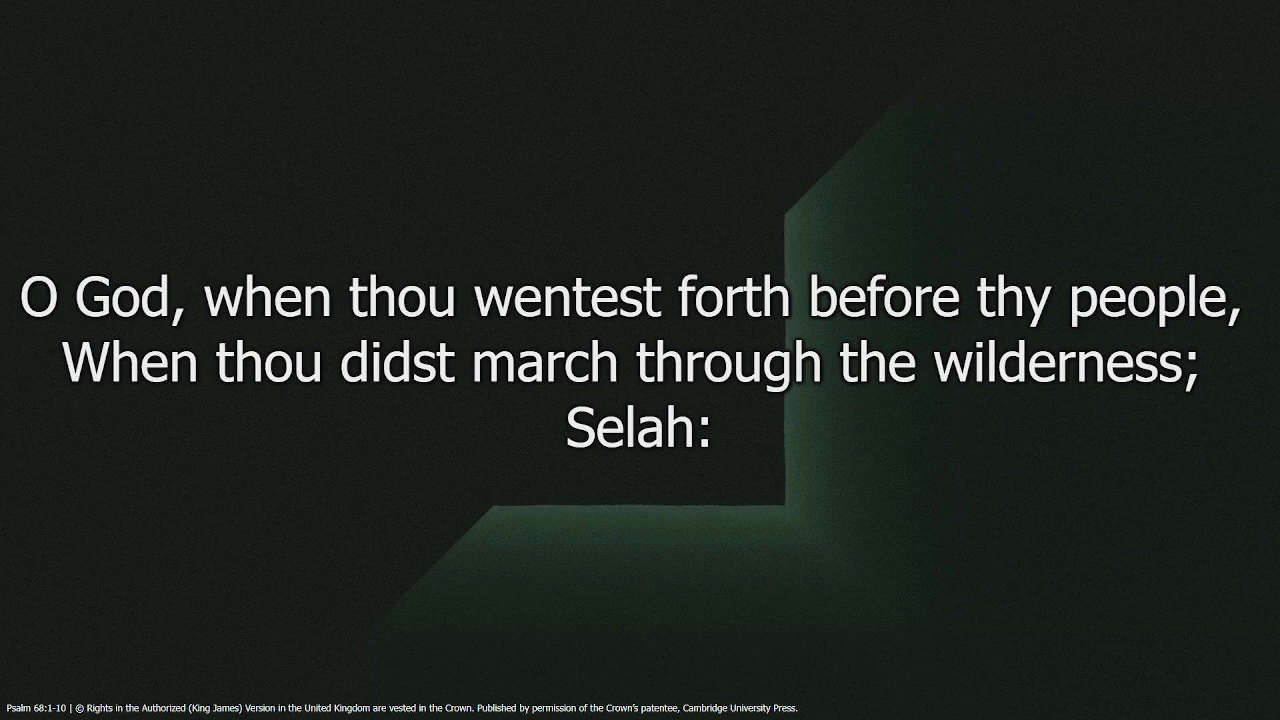 O God, when thou wentest forth before thy people,
When thou didst march through the wilderness;
Selah:
Psalm 68:1-10 | © Rights in the Authorized (King James) Version in the United Kingdom are vested in the Crown. Published by permission of the Crown’s patentee, Cambridge University Press.